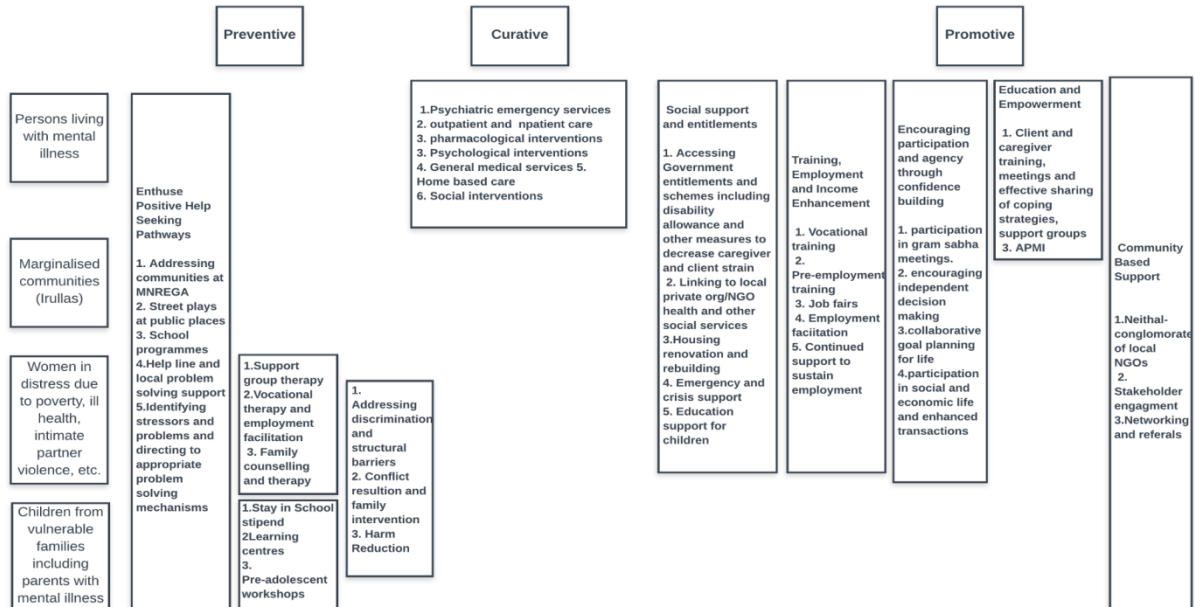 Preventive
Curative
Promotive
Persons living
with mental
illness
Marginalised
communities
(Irullas)
Women in
distress due
to poverty, ill
health,
intimate
partner
violence, etc.
Children from
vulnerable
families
including
parents with
mental illness
Enthuse
Positive Help
Seeking
Pathways
1. Addressing
communities at
MNREGA
2. Street plays
at public places
3. School
programmes
4.Help line and
local problem
solving support
5.Identifying
stressors and
problems and
directing to
appropriate
problem
solving
mechanisms
1.Support
group therapy
2.Vocational
therapy and
employment
facilitation
3. Family
counselling
and therapy
1.Stay in School
stipend
2Learning
centres
3.
Pre-adolescent
workshops
1.
Addressing
discrimination
and
structural
barriers
2. Conflict
resultion and
family
intervention
3. Harm
Reduction
1.Psychiatric emergency services
2. outpatient and npatient care
3. pharmacological interventions
3. Psychological interventions
4. General medical services 5.
Home based care
6. Social interventions
Social support
and entitlements
1. Accessing
Government
entitlements and
schemes including
disability
allowance and
other measures to
decrease caregiver
and client strain
2. Linking to local
private org/NGO
health and other
social services
3.Housing
renovation and
rebuilding
4. Emergency and
crisis support
5. Education
support for
children
Training,
Employment
and Income
Enhancement
1. Vocational
training
2.
Pre-employment
training
3. Job fairs
4. Employment
faciitation
5. Continued
support to
sustain
employment
Encouraging
participation
and agency
through
confidence
building
1. participation
in gram sabha
meetings.
2. encouraging
independent
decision
making
3.collaborative
goal planning
for life
4.participation
in social and
economic life
and enhanced
transactions
Education and
Empowerment
1. Client and
caregiver
training,
meetings and
effective sharing
of coping
strategies,
support groups
3. APMI
Community
Based
Support
1.Neithal-
conglomorate
of local
NGOs
2.
Stakeholder
engagment
3.Networking
and referals